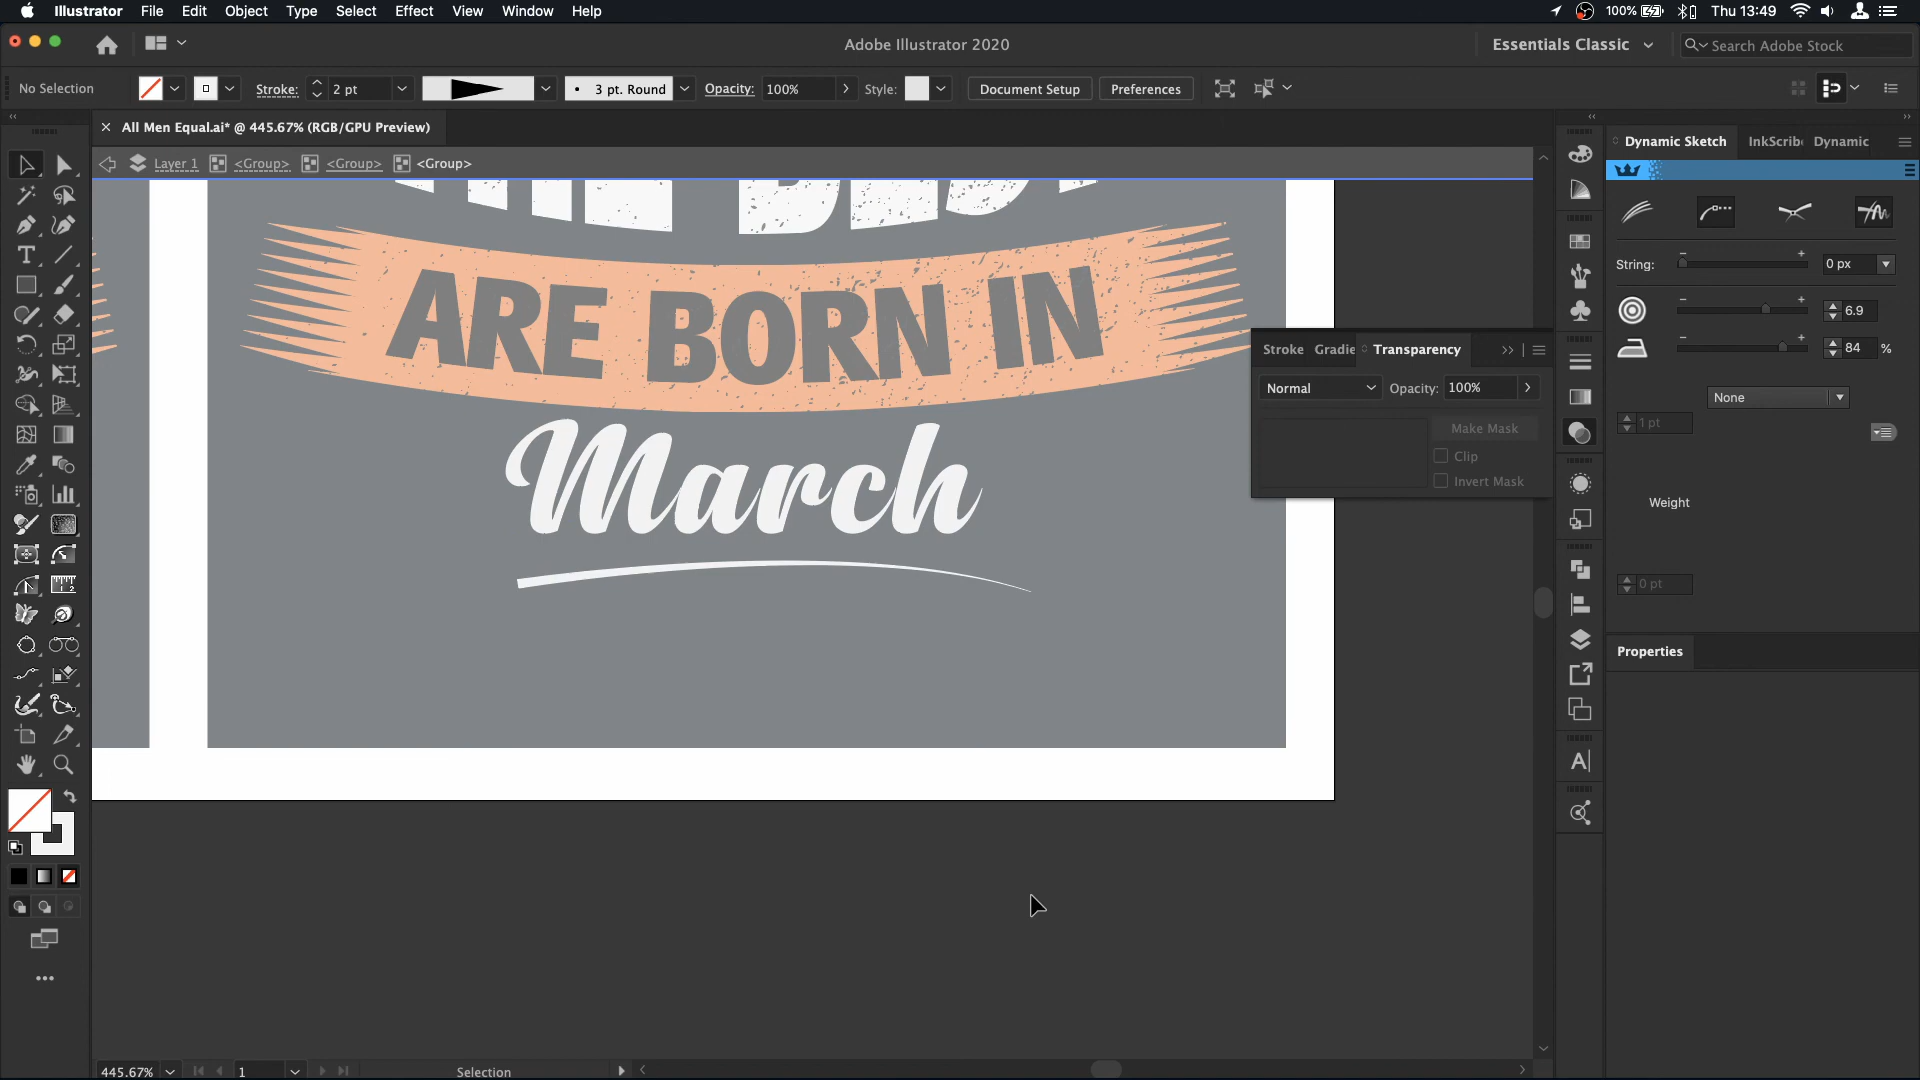 Illustrator File Edit Object Type Select Effect View Window Help 100% Thu 13:49
Adobe Illustrator 2020 Essentials Classic Search Adobe Stock
No Selection Stroke: 2 pt 3 pt. Round Opacity: 100% Style: Document Setup Preferences
All Men Equal.ai* @ 445.67% (RGB/GPU Preview)
Layer 1 <Group> <Group> <Group>
ARE BORN IN
March
Stroke Gradie Transparency
Normal Opacity: 100%
Make Mask
Clip
Invert Mask
Dynamic Sketch InkScrib Dynamic
String: 0 px
6.9
84 %
None
1 pt
Weight
0 pt
Properties
445.67% 1 Selection